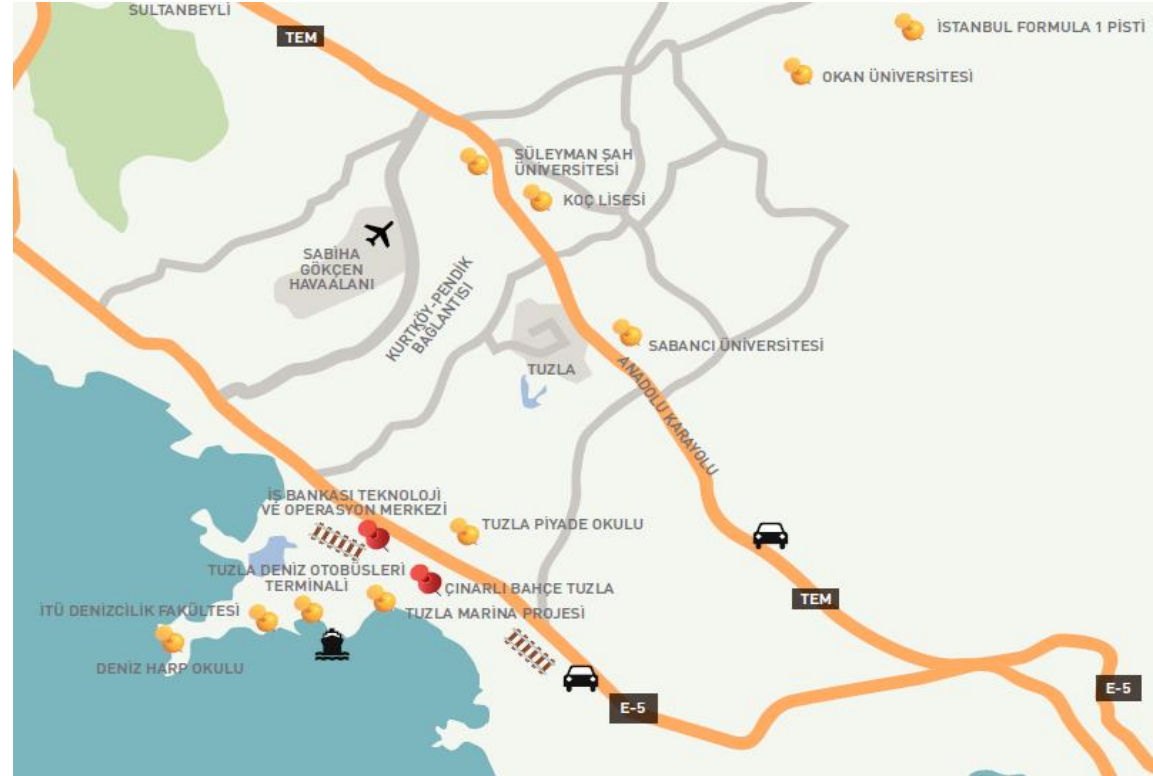 SULTANBEYLİ
TEM
İSTANBUL FORMULA 1 PİSTİ
OKAN ÜNİVERSİTESİ
SÜLEYMAN ŞAH
ÜNİVERSİTESİ
KOÇ LİSESİ
SABİHA
GÖKÇEN
HAVAALANI
KURTKÖY-PENDİK
BAĞLANTISI
SABANCI ÜNİVERSİTESİ
TUZLA
ANADOLU KARAYOLU
İŞ BANKASI TEKNOLOJİ
VE OPERASYON MERKEZİ
TUZLA PİYADE OKULU
TUZLA DENİZ OTOBÜSLERİ
TERMİNALİ
ÇINARLI BAHÇE TUZLA
TEM
İTÜ DENİZCİLİK FAKÜLTESİ
TUZLA MARINA PROJESİ
DENİZ HARP OKULU
E-5
E-5